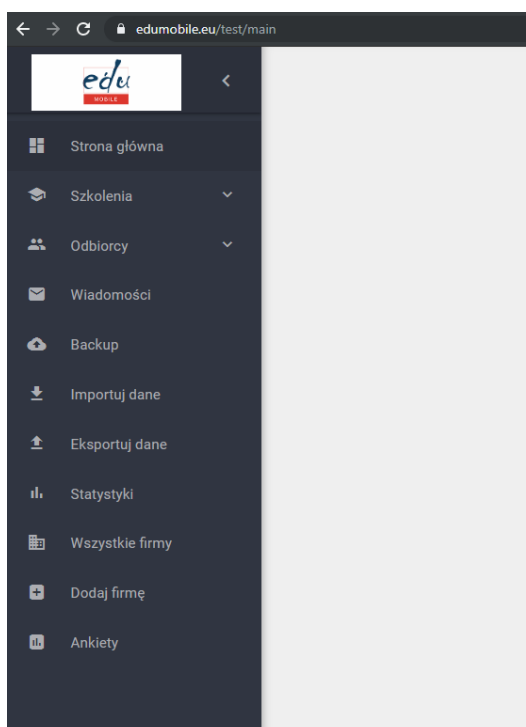 edumobile.eu/test/main
edu
MOBILE
Strona główna
Szkolenia
Odbiorcy
Wiadomości
Backup
Importuj dane
Eksportuj dane
Statystyki
Wszystkie firmy
Dodaj firmę
Ankiety